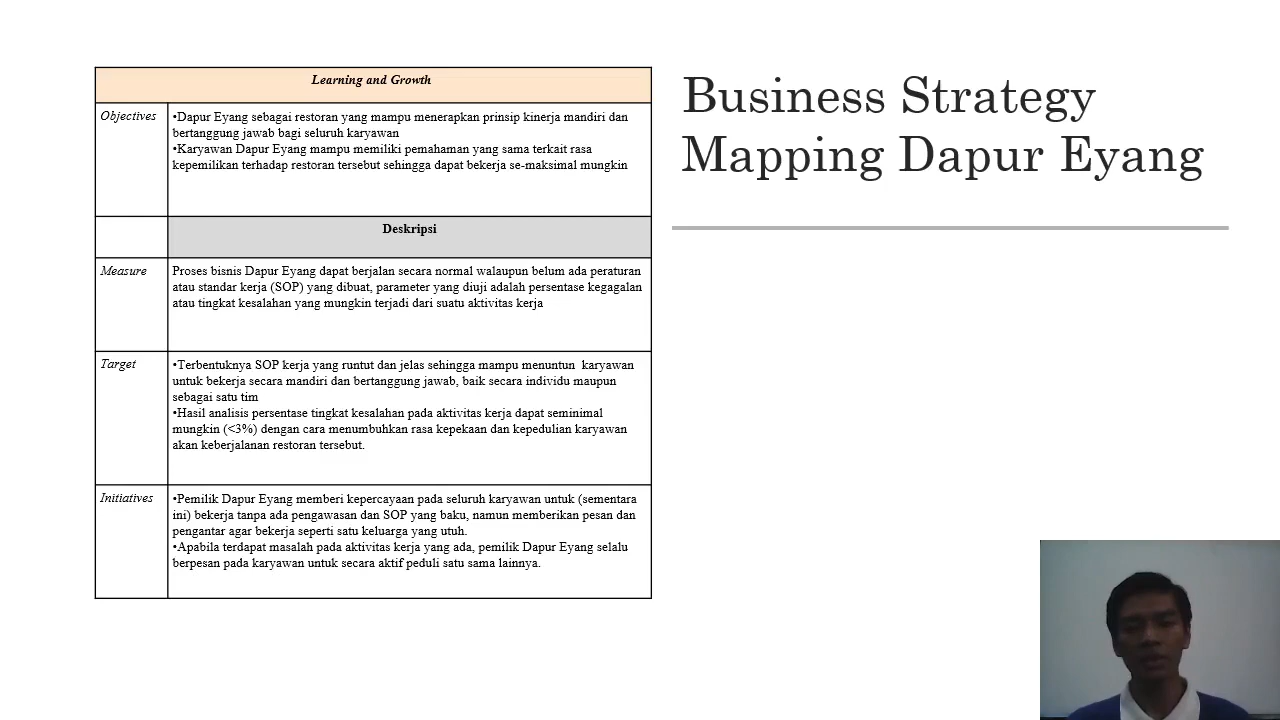 Learning and Growth
Objectives
•Dapur Eyang sebagai restoran yang mampu menerapkan prinsip kinerja mandiri dan
bertanggung jawab bagi seluruh karyawan
•Karyawan Dapur Eyang mampu memiliki pemahaman yang sama terkait rasa
kepemilikan terhadap restoran tersebut sehingga dapat bekerja se-maksimal mungkin
Deskripsi
Measure
Proses bisnis Dapur Eyang dapat berjalan secara normal walaupun belum ada peraturan
atau standar kerja (SOP) yang dibuat, parameter yang diuji adalah persentase kegagalan
atau tingkat kesalahan yang mungkin terjadi dari suatu aktivitas kerja
Target
•Terbentuknya SOP kerja yang runtut dan jelas sehingga mampu menuntun  karyawan
untuk bekerja secara mandiri dan bertanggung jawab, baik secara individu maupun
sebagai satu tim
•Hasil analisis persentase tingkat kesalahan pada aktivitas kerja dapat seminimal
mungkin (<3%) dengan cara menumbuhkan rasa kepekaan dan kepedulian karyawan
akan keberjalanan restoran tersebut.
Initiatives
•Pemilik Dapur Eyang memberi kepercayaan pada seluruh karyawan untuk (sementara
ini) bekerja tanpa ada pengawasan dan SOP yang baku, namun memberikan pesan dan
pengantar agar bekerja seperti satu keluarga yang utuh.
•Apabila terdapat masalah pada aktivitas kerja yang ada, pemilik Dapur Eyang selalu
berpesan pada karyawan untuk secara aktif peduli satu sama lainnya.
Business Strategy
Mapping Dapur Eyang